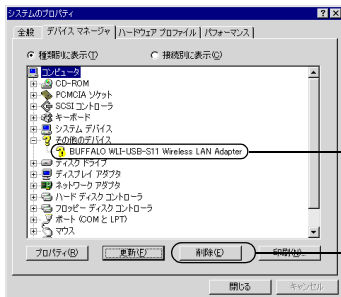 システムのプロパティ
全般 デバイス マネージャ ハードウェア プロファイル パフォーマンス
種類別に表示(T) 接続別に表示(C)
コンピュータ
CD-ROM
PCMCIA ソケット
SCSI コントローラ
キーボード
システム デバイス
その他のデバイス
BUFFALO WLI-USB-S11 Wireless LAN Adapter
ディスク ドライブ
ディスプレイ アダプタ
ネットワーク アダプタ
ハード ディスク コントローラ
フロッピー ディスク コントローラ
ポート (COM と LPT)
マウス
プロパティ(R) 更新(F) 削除(E) 印刷(N)...
閉じる キャンセル